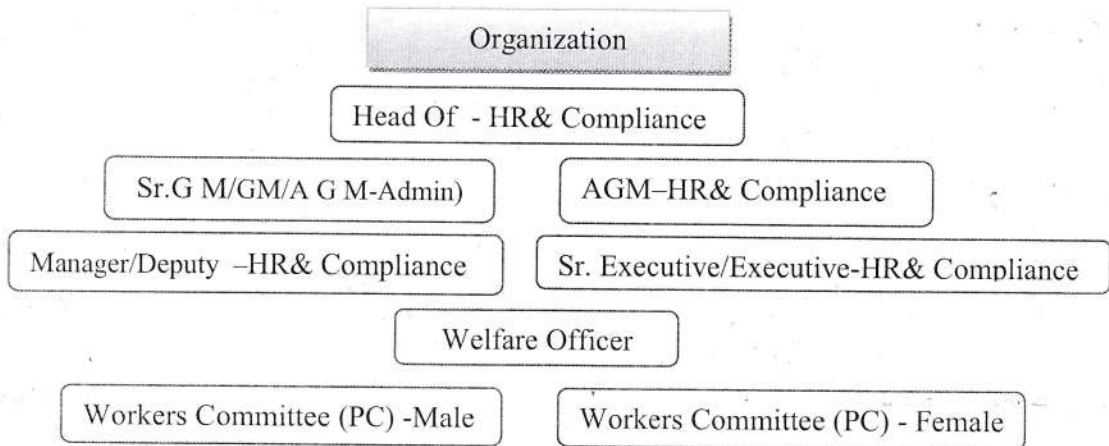 Organization
Head Of - HR& Compliance
Sr.G M/GM/A G M-Admin)
AGM–HR& Compliance
Manager/Deputy –HR& Compliance
Sr. Executive/Executive-HR& Compliance
Welfare Officer
Workers Committee (PC) -Male
Workers Committee (PC) - Female